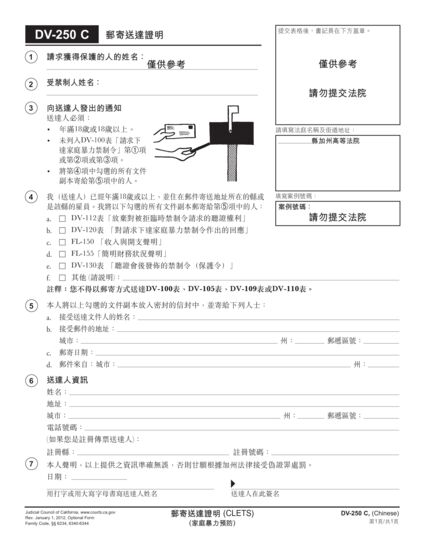 DV-250 C 郵寄送達證明
提交表格後，書記員在下方蓋章。
僅供參考
請勿提交法院
請填寫法庭名稱及街道地址：
縣加州高等法院
填寫案例號碼：
案例號碼：
請勿提交法院
1 請求獲得保護的人的姓名：
僅供參考
2 受禁制人姓名：
3 向送達人發出的通知
送達人必須：
• 年滿18歲或18歲以上。
• 未列入DV-100表「請求下
達家庭暴力禁制令」第①項
或第②項或第③項。
• 將第④項中勾選的所有文件
副本寄給第⑤項中的人。
4 我（送達人）已經年滿18歲或以上、並住在郵件寄送地址所在的縣或
是該縣的雇員。我將以下勾選的所有文件副本郵寄給第⑤項中的人：
a. □ DV-112表「放棄對被拒臨時禁制令請求的聽證權利」
b. □ DV-120表 「對請求下達家庭暴力禁制令作出的回應」
c. □ FL-150 「收入與開支聲明」
d. □ FL-155「簡明財務狀況聲明」
e. □ DV-130表 「聽證會後發佈的禁制令（保護令）」
f. □ 其他 (請說明)：
註釋：您不得以郵寄方式送達DV-100表、DV-105表、DV-109表或DV-110表。
5 本人將以上勾選的文件副本放入密封的信封中，並寄給下列人士：
a. 接受送達文件人的姓名：
b. 接受郵件的地址：
城市： 州： 郵遞區號：
c. 郵寄日期：
d. 郵件來自：城市： 州：
6 送達人資訊
姓名：
地址：
城市： 州： 郵遞區號：
電話號碼：
(如果您是註冊傳票送達人)：
註冊縣： 註冊號碼：
7 本人聲明，以上提供之資訊準確無誤，否則甘願根據加州法律接受偽證罪處罰。
日期：
用打字或用大寫字母書寫送達人姓名 送達人在此簽名
Judicial Council of California, www.courts.ca.gov
Rev. January 1, 2012, Optional Form
Family Code, §§ 6324, 6340-6344
郵寄送達證明 (CLETS)
(家庭暴力預防)
DV-250 C, (Chinese)
第1頁/共1頁